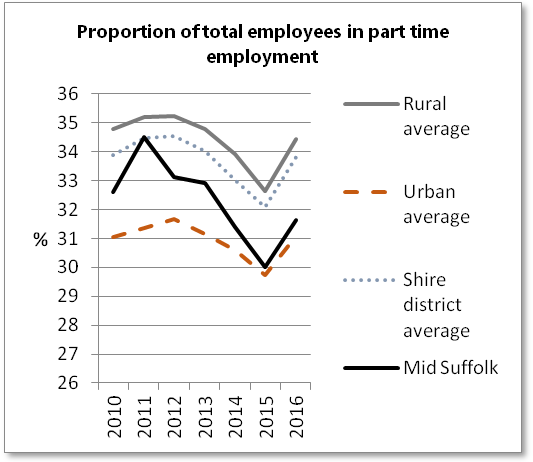 Proportion of total employees in part time
employment
36
35
34
33
32
31
30
29
28
27
26
%
2010
2011
2012
2013
2014
2015
2016
Rural
average
Urban
average
Shire
district
average
Mid Suffolk